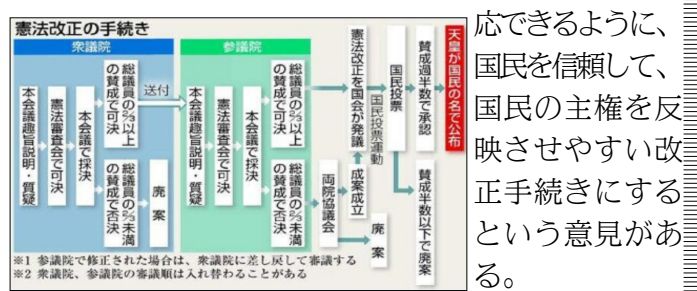 憲法改正の手続き
衆議院
本会議趣旨説明・質疑
憲法審査会で可決
本会議で採決
総議員の⅔以上
の賛成で可決
総議員の⅔未満
の賛成で否決
廃案
送付
参議院
本会議趣旨説明・質疑
憲法審査会で可決
本会議で採決
総議員の⅔以上
の賛成で可決
総議員の⅔未満
の賛成で否決
両院協議会
成案成立
廃案
憲法改正を国会が発議
国民投票運動
国民投票
賛成過半数で承認
賛成半数以下で廃案
天皇が国民の名で公布
※1 参議院で修正された場合は、衆議院に差し戻して審議する
※2 衆議院、参議院の審議順は入れ替わることがある
応できるように、
国民を信頼して、
国民の主権を反
映させやすい改
正手続きにする
という意見があ
る。